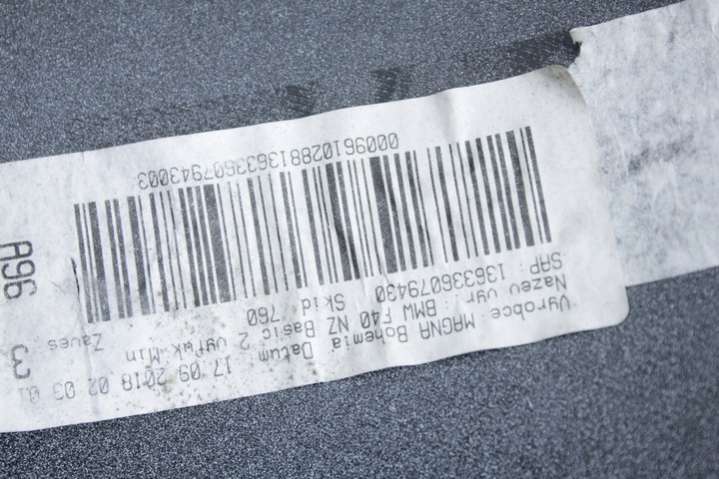 Vyrobce: MAGNA Bohemia Datum 17 09 2018 02 03 01
Nazev vyr: BMW F40 NZ Basic 2
SAP: 136336079430 Skid 760 Zaves 3
000961028813633607943003
A96